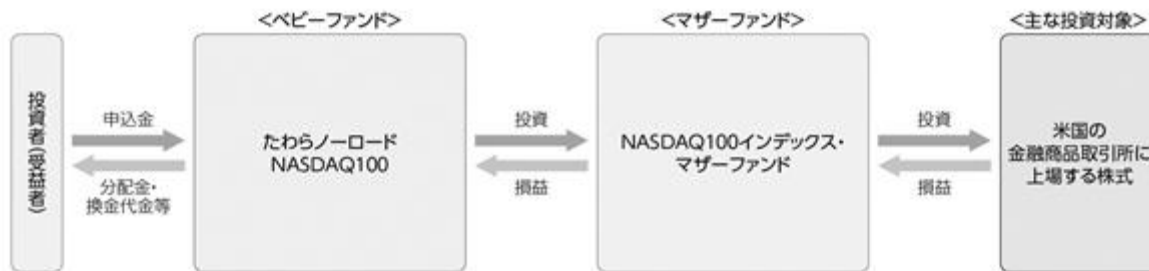 <ベビーファンド>
<マザーファンド>
<主な投資対象>
投資者(受益者)
申込金
分配金・
換金代金等
たわらノーロード
NASDAQ100
投資
損益
NASDAQ100インデックス・
マザーファンド
投資
損益
米国の
金融商品取引所に
上場する株式